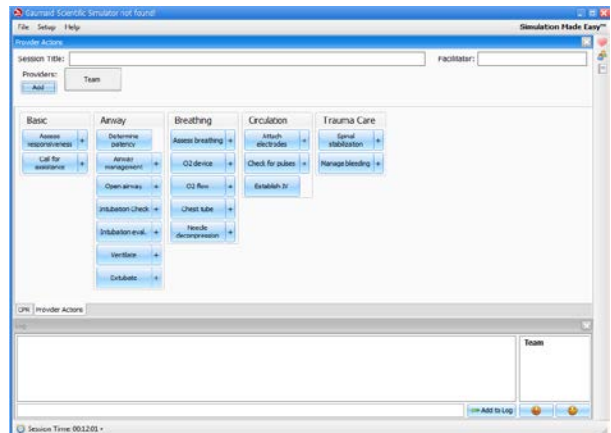 Gaumard Scientific Simulator not found!
File Setup Help
Simulation Made Easy™
Provider Actions
Session Title:
Facilitator:
Providers:
Add
Team
Basic
Assess responsiveness +
Call for assistance +
Airway
Determine patency
Airway management +
Open airway +
Intubation Check +
Intubation eval. +
Ventilate +
Extubate +
Breathing
Assess breathing +
O2 device +
O2 flow +
Chest tube +
Needle decompression +
Circulation
Attach electrodes +
Check for pulses +
Establish IV
Trauma Care
Spinal stabilization +
Manage bleeding +
CPR Provider Actions
Log
Team
Add to Log
Session Time: 00:12:01